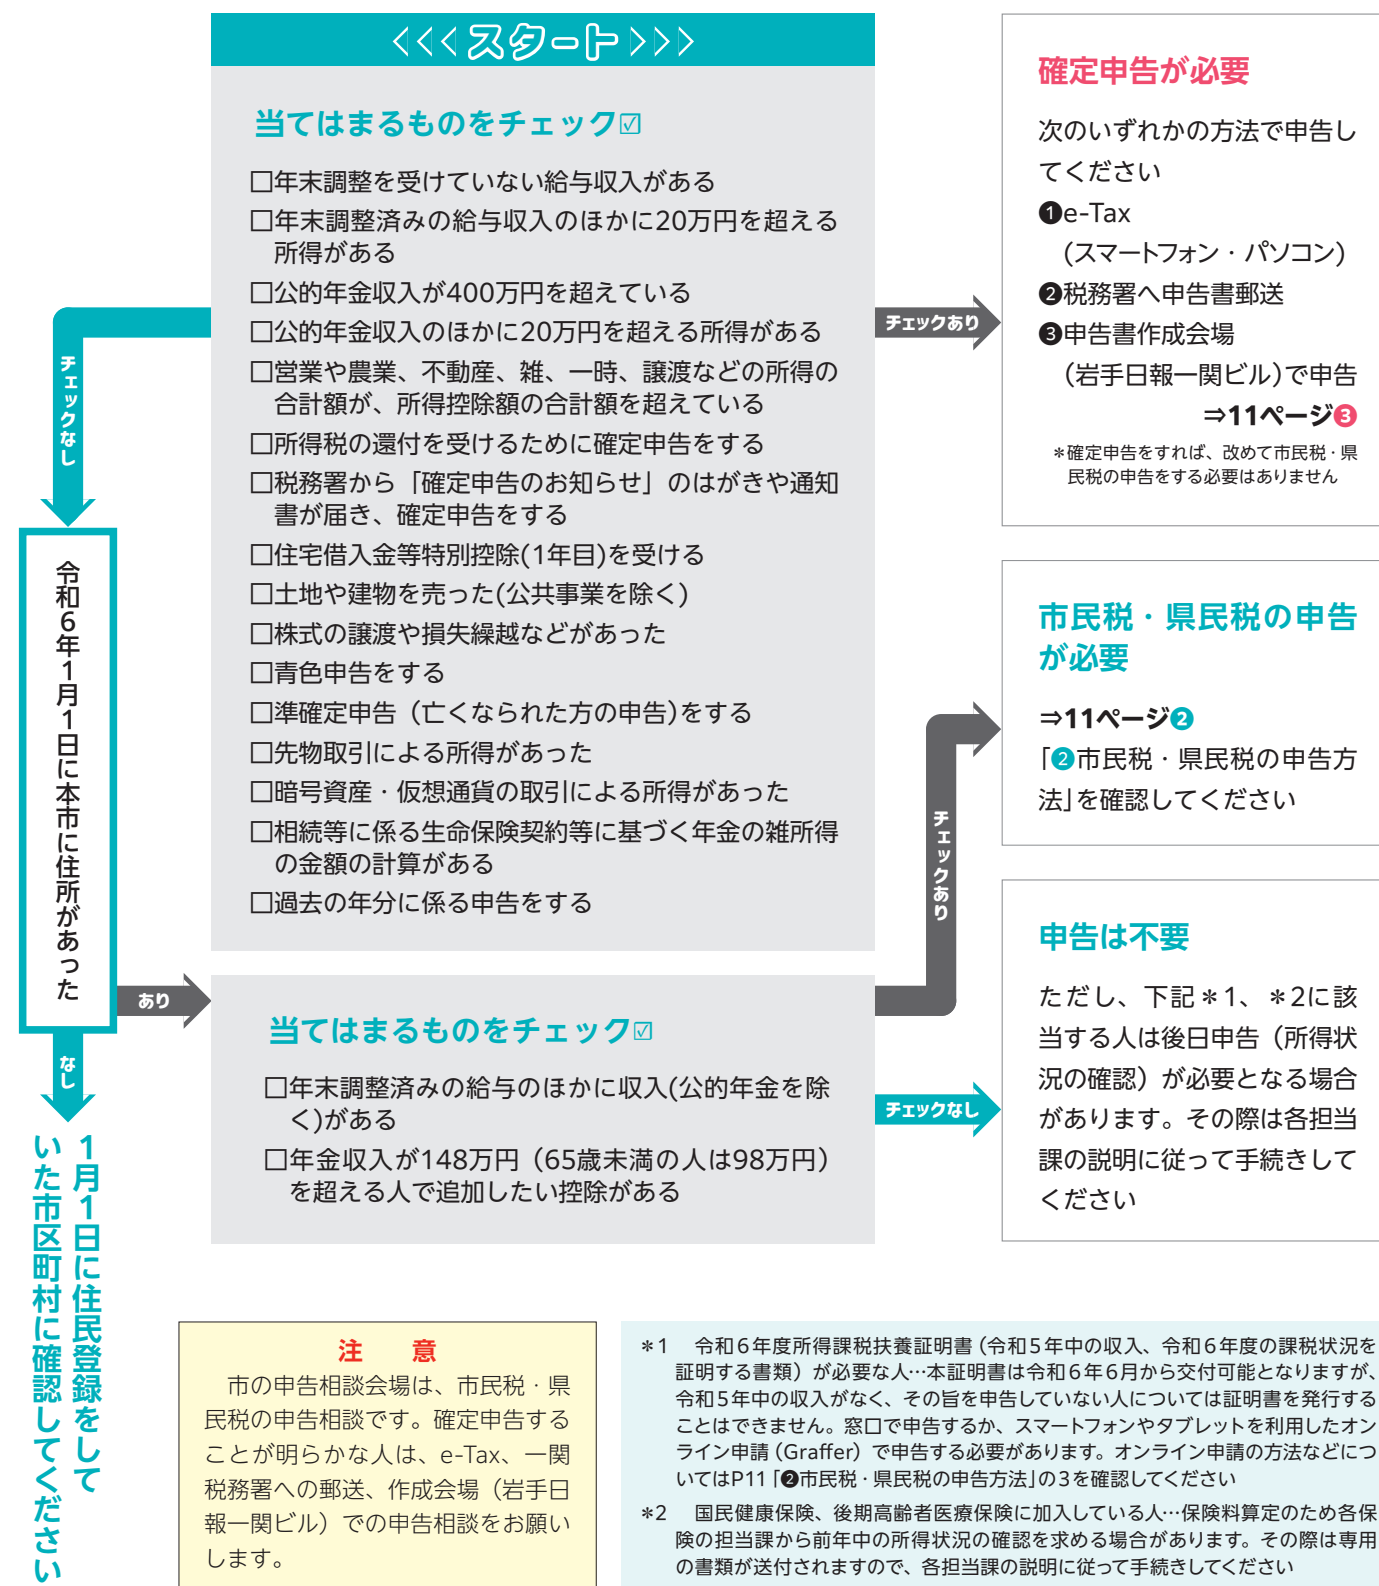 <<<スタート>>>
当てはまるものをチェック☑
□年末調整を受けていない給与収入がある
□年末調整済みの給与収入のほかに20万円を超える
所得がある
□公的年金収入が400万円を超えている
□公的年金収入のほかに20万円を超える所得がある
□営業や農業、不動産、雑、一時、譲渡などの所得の
合計額が、所得控除額の合計額を超えている
□所得税の還付を受けるために確定申告をする
□税務署から「確定申告のお知らせ」のはがきや通知
書が届き、確定申告をする
□住宅借入金等特別控除(1年目)を受ける
□土地や建物を売った(公共事業を除く)
□株式の譲渡や損失繰越などがあった
□青色申告をする
□準確定申告(亡くなられた方の申告)をする
□先物取引による所得があった
□暗号資産・仮想通貨の取引による所得があった
□相続等に係る生命保険契約等に基づく年金の雑所得
の金額の計算がある
□過去の年分に係る申告をする
チェックあり
確定申告が必要
次のいずれかの方法で申告し
てください
❶e-Tax
(スマートフォン・パソコン)
❷税務署へ申告書郵送
❸申告書作成会場
(岩手日報一関ビル)で申告
⇒11ページ❸
＊確定申告をすれば、改めて市民税・県
民税の申告をする必要はありません
チェックなし
令和6年1月1日に本市に住所があった
あり
なし
1月1日に住民登録をして
いた市区町村に確認してください
当てはまるものをチェック☑
□年末調整済みの給与のほかに収入(公的年金を除
く)がある
□年金収入が148万円(65歳未満の人は98万円)
を超える人で追加したい控除がある
チェックあり
市民税・県民税の申告
が必要
⇒11ページ❷
「❷市民税・県民税の申告方
法」を確認してください
チェックなし
申告は不要
ただし、下記＊1、＊2に該
当する人は後日申告(所得状
況の確認)が必要となる場合
があります。その際は各担当
課の説明に従って手続きして
ください
注　意
市の申告相談会場は、市民税・県
民税の申告相談です。確定申告する
ことが明らかな人は、e-Tax、一関
税務署への郵送、作成会場(岩手日
報一関ビル)での申告相談をお願い
します。
＊1　令和6年度所得課税扶養証明書(令和5年中の収入、令和6年度の課税状況を
証明する書類)が必要な人…本証明書は令和6年6月から交付可能となりますが、
令和5年中の収入がなく、その旨を申告していない人については証明書を発行する
ことはできません。窓口で申告するか、スマートフォンやタブレットを利用したオン
ライン申請(Graffer)で申告する必要があります。オンライン申請の方法などにつ
いてはP11「❷市民税・県民税の申告方法」の3を確認してください
＊2　国民健康保険、後期高齢者医療保険に加入している人…保険料算定のため各保
険の担当課から前年中の所得状況の確認を求める場合があります。その際は専用
の書類が送付されますので、各担当課の説明に従って手続きしてください